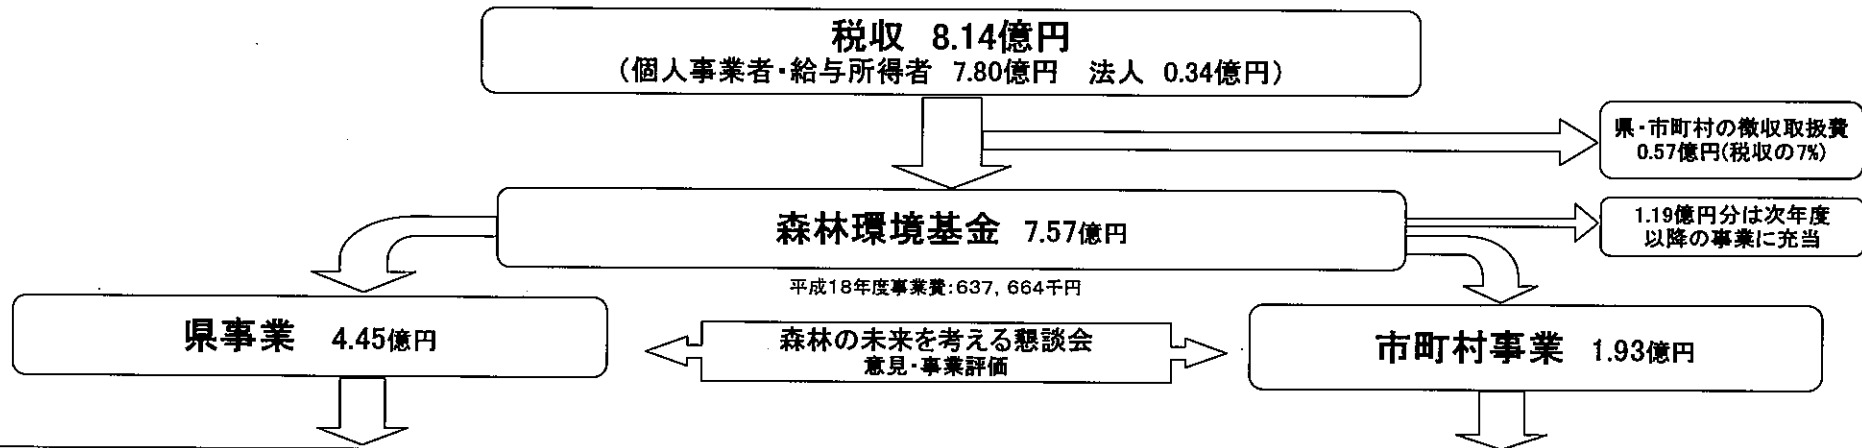 税収 8.14億円
(個人事業者・給与所得者 7.80億円 法人 0.34億円)
県・市町村の徴収取扱費
0.57億円(税収の7%)
森林環境基金 7.57億円
1.19億円分は次年度
以降の事業に充当
平成18年度事業費:637, 664千円
県事業 4.45億円
森林の未来を考える懇談会
意見・事業評価
市町村事業 1.93億円